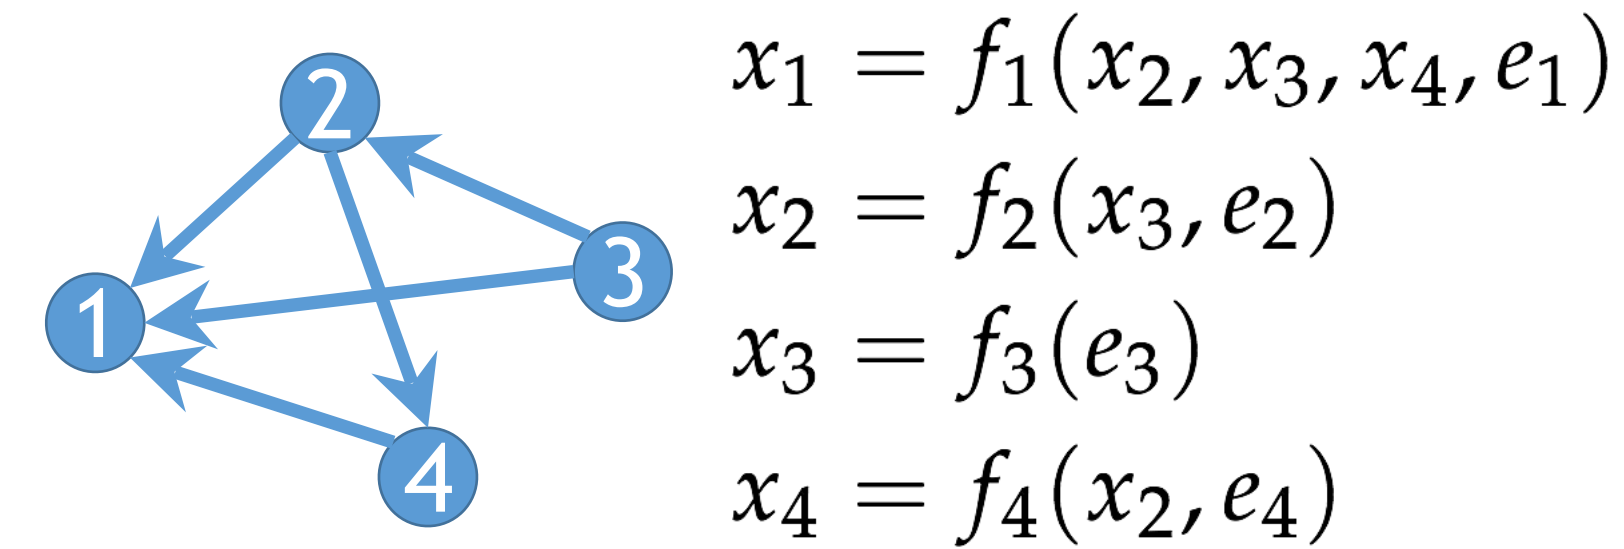 2
3
1
4
x₁ = f₁(x₂, x₃, x₄, e₁)
x₂ = f₂(x₃, e₂)
x₃ = f₃(e₃)
x₄ = f₄(x₂, e₄)